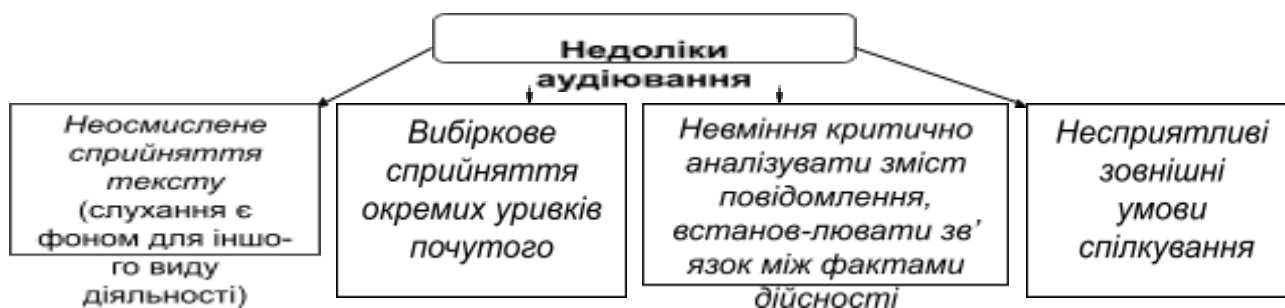 Недоліки
аудіювання
Неосмислене
сприйняття
тексту
(слухання є
фоном для іншо-
го виду
діяльності)
Вибіркове
сприйняття
окремих уривків
почутого
Невміння критично
аналізувати зміст
повідомлення,
встанов-лювати зв’
язок між фактами
дійсності
Несприятливі
зовнішні
умови
спілкування